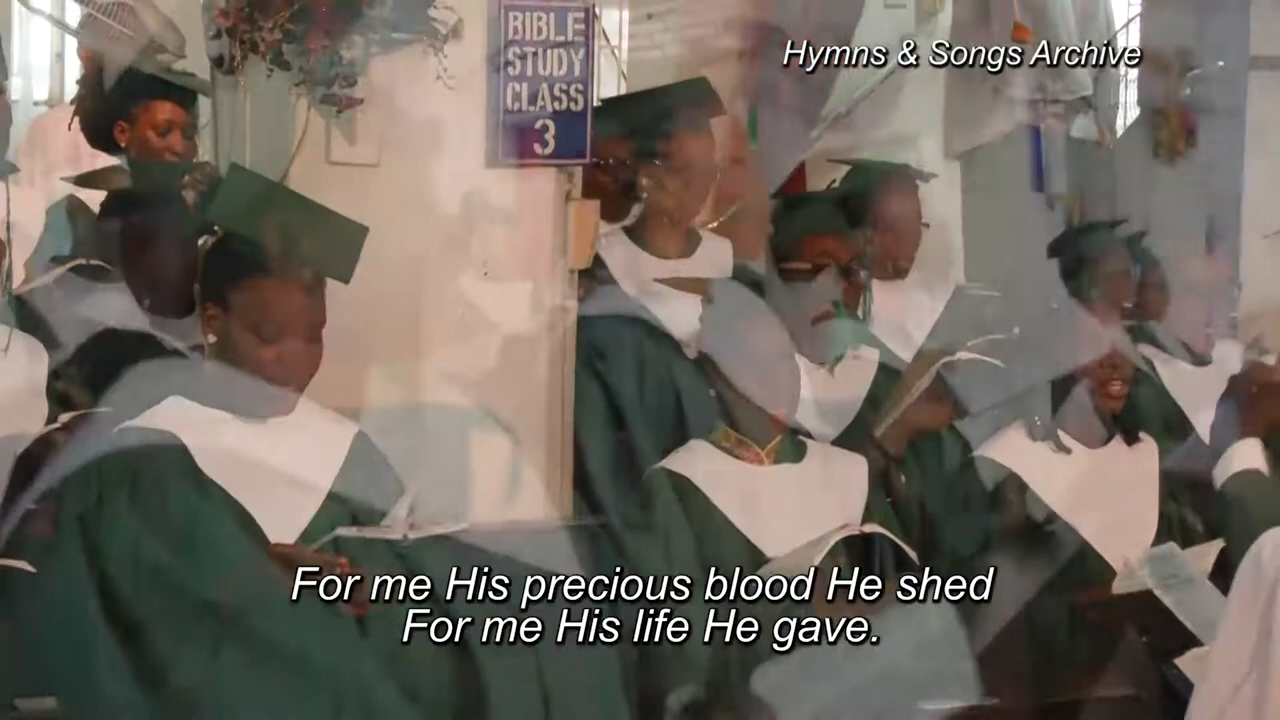 BIBLE
STUDY
CLASS
3
Hymns & Songs Archive
For me His precious blood He shed
For me His life He gave.